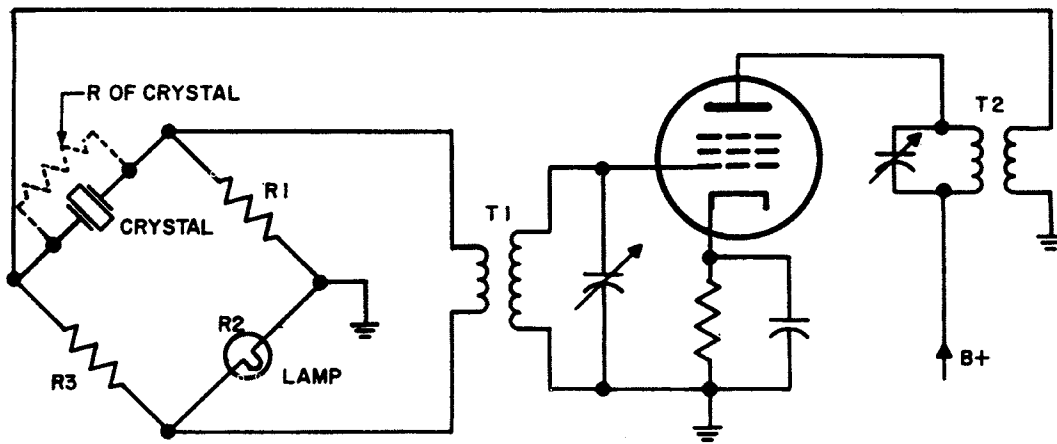 R OF CRYSTAL
T2
R1
T1
CRYSTAL
R2
LAMP
R3
B+